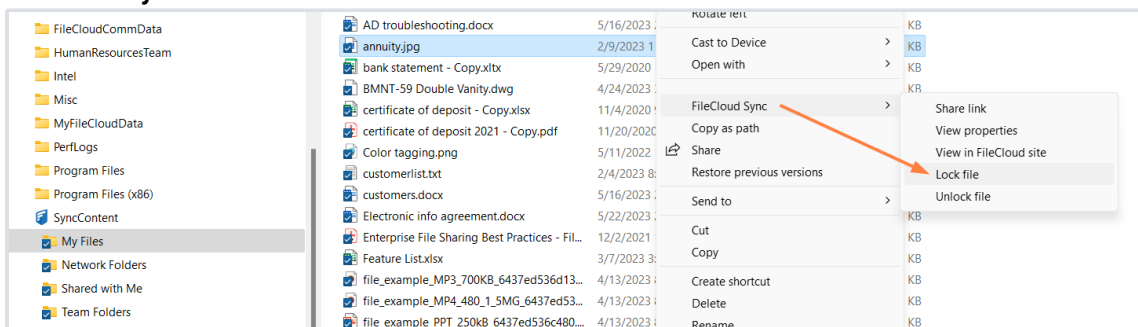 FileCloudCommData
HumanResourcesTeam
Intel
Misc
MyFileCloudData
PerfLogs
Program Files
Program Files (x86)
SyncContent
My Files
Network Folders
Shared with Me
Team Folders
AD troubleshooting.docx 5/16/2023 KB
annuity.jpg 2/9/2023 1 KB
bank statement - Copy.xltx 5/29/2020
BMNT-59 Double Vanity.dwg 4/24/2023 KB
certificate of deposit - Copy.xlsx 11/4/2020
certificate of deposit 2021 - Copy.pdf 11/20/2020
Color tagging.png 5/11/2022
customerlist.txt 2/4/2023 8:
customers.docx 5/16/2023
Electronic info agreement.docx 5/22/2023 KB
Enterprise File Sharing Best Practices - Fil... 12/2/2021 KB
Feature List.xlsx 3/7/2023 3: KB
file_example_MP3_700KB_6437ed536d13... 4/13/2023 KB
file_example_MP4_480_1_5MG_6437ed53... 4/13/2023 KB
file_example_PPT_250kB_6437ed536c480.... 4/13/2023 KB
Rotate left
Cast to Device >
Open with >
FileCloud Sync >
Copy as path
Share
Restore previous versions
Send to >
Cut
Copy
Create shortcut
Delete
Rename
Share link
View properties
View in FileCloud site
Lock file
Unlock file